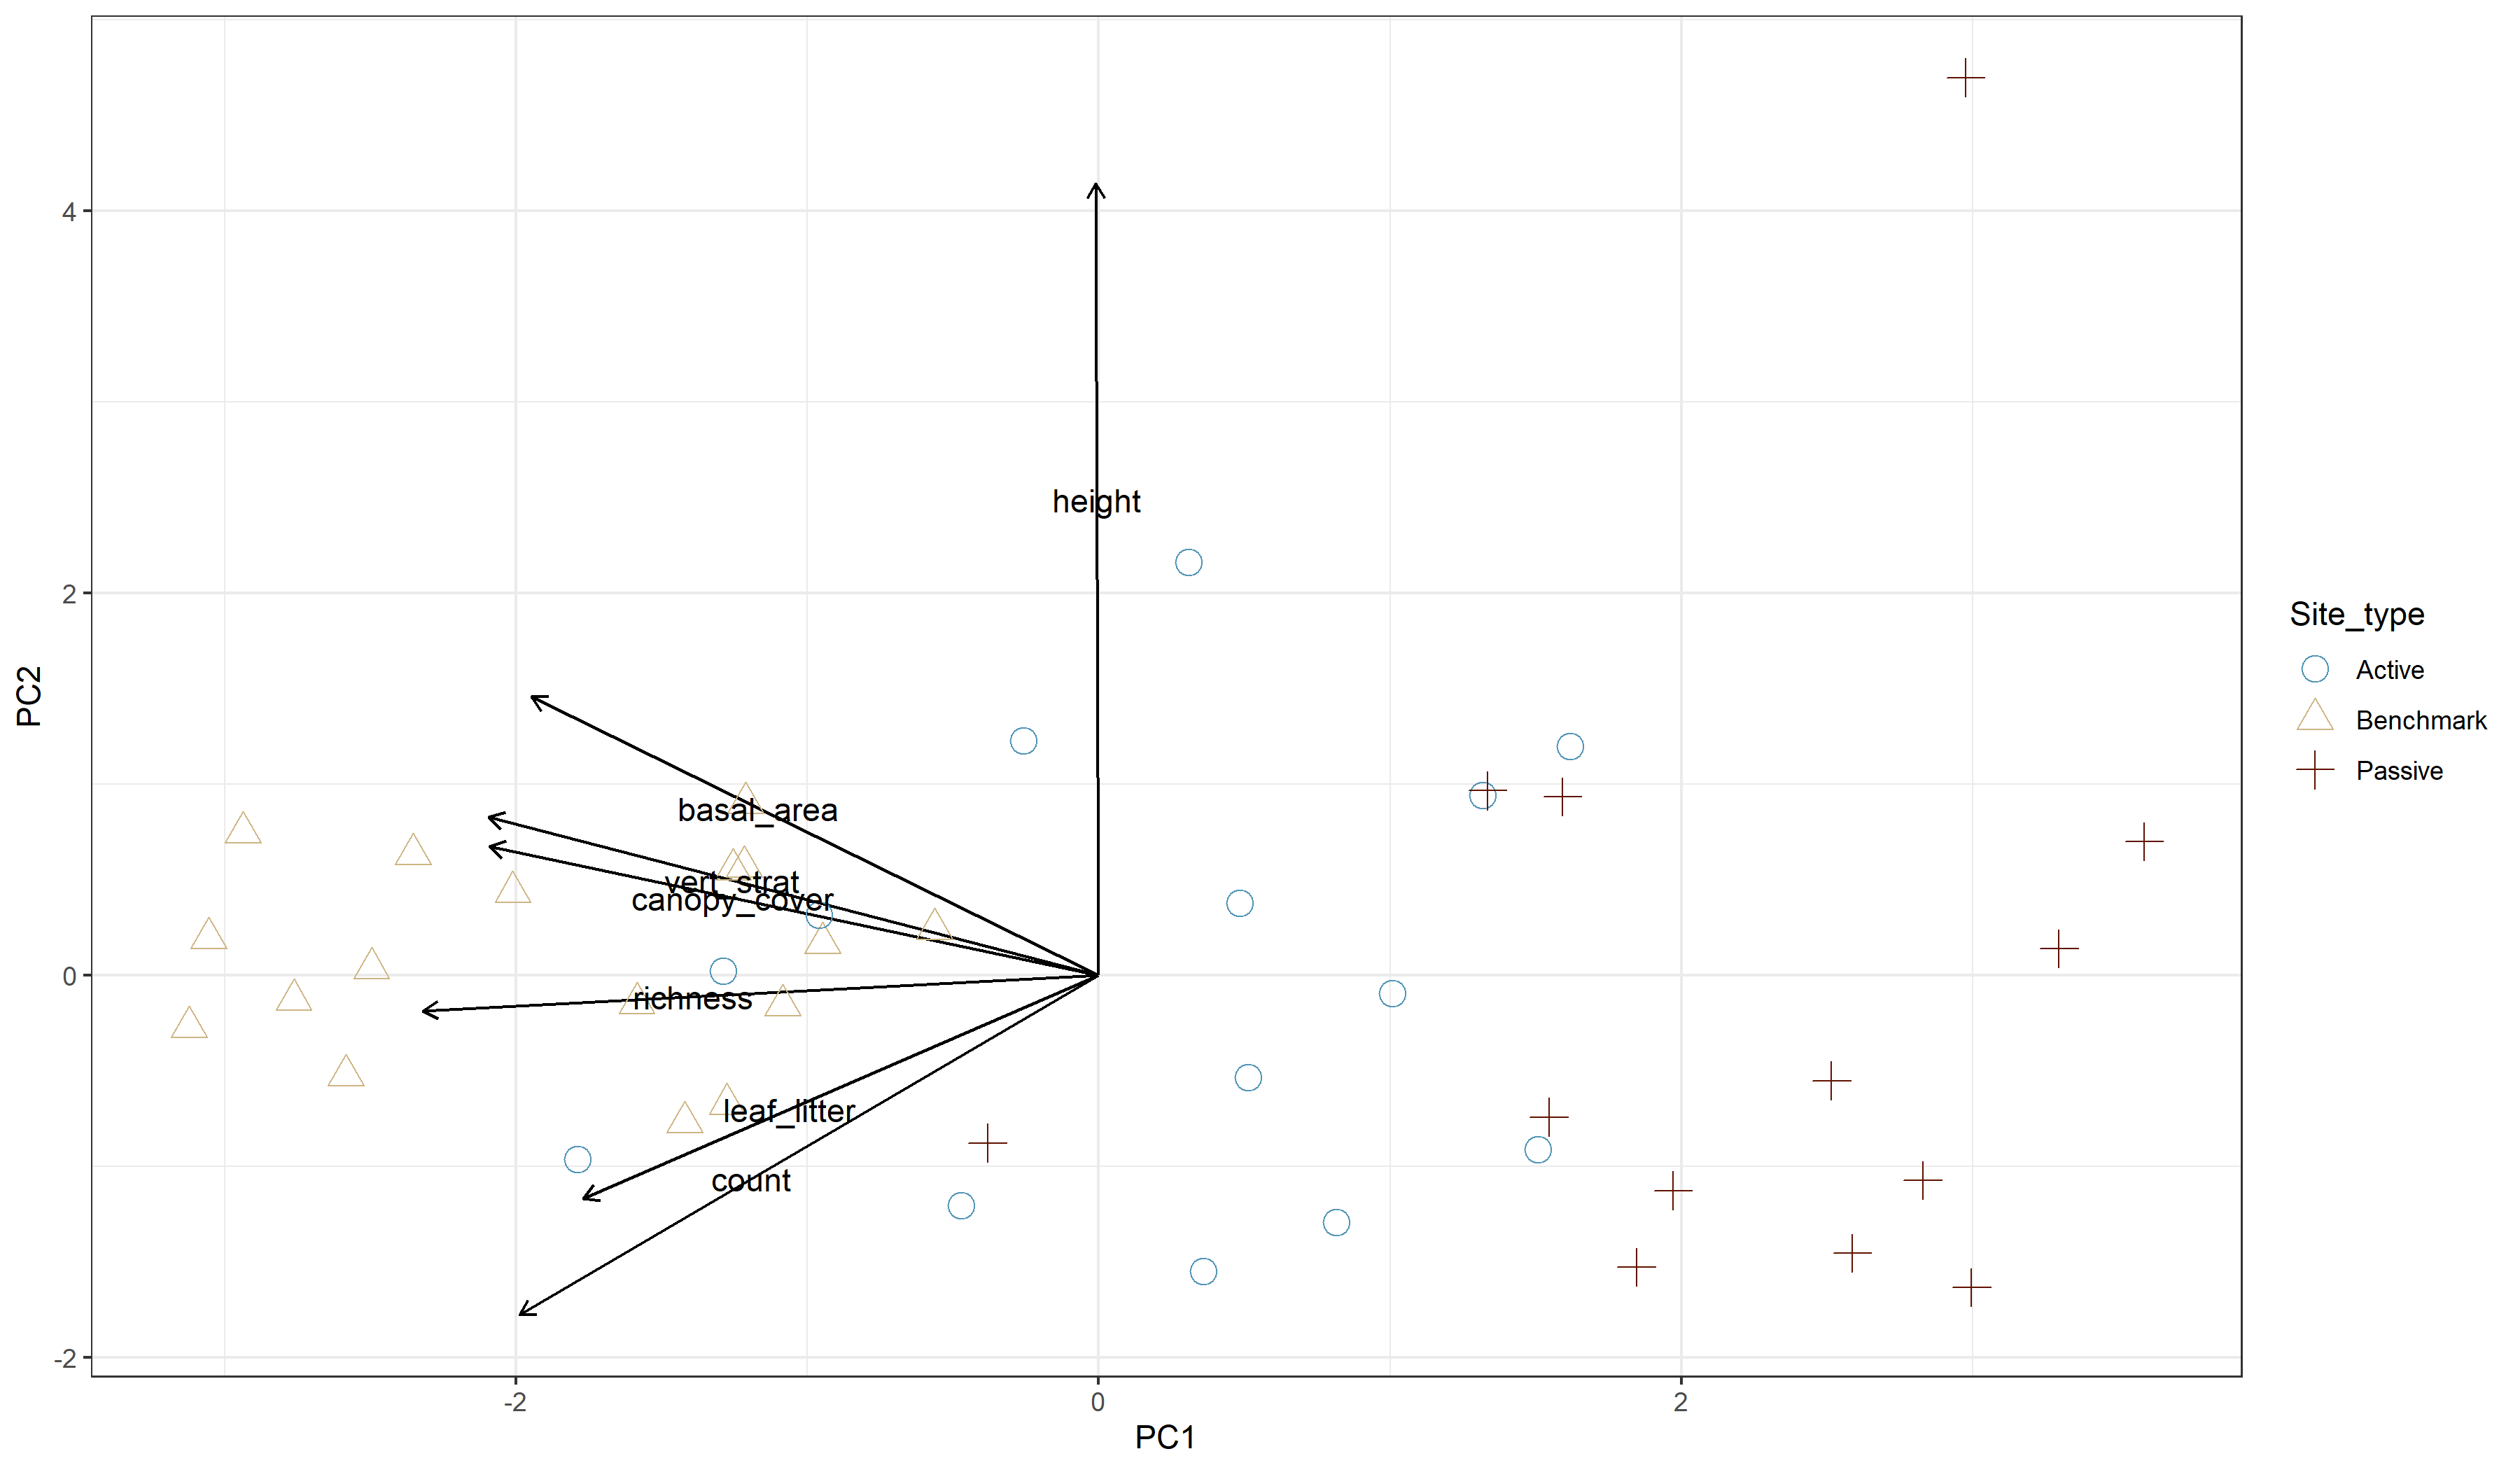 4
2
0
-2
PC2
height
basal_area
vert_strat
canopy_cover
richness
leaf_litter
count
-2
0
2
PC1
Site_type
Active
Benchmark
Passive